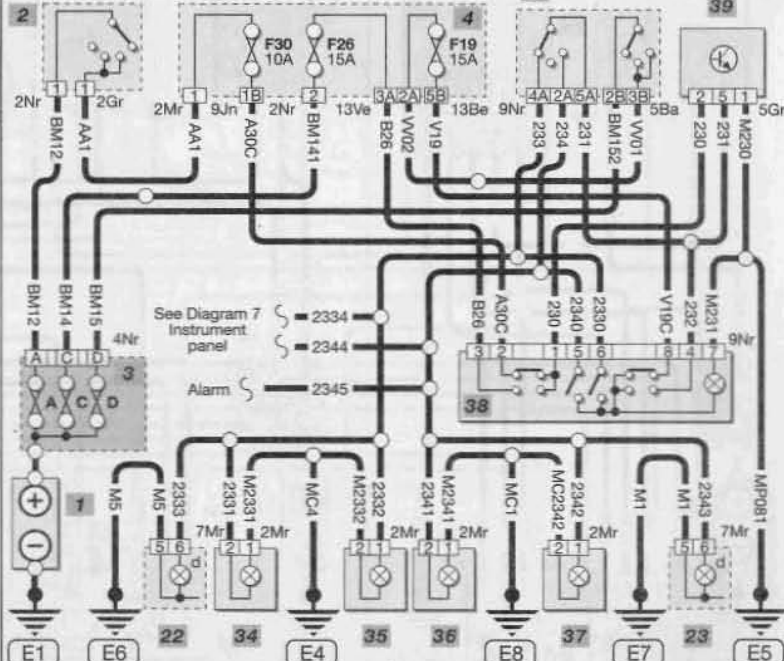 2
4
39
F30
10A
F26
15A
F19
15A
1 1 1 1B 2 3A 2A 5B 4A 2A 5A 2B 3B 2 5 1
2Nr 2Gr 2Mr 9Jn 2Nr 13Ve 13Be 9Nr 5Ba 5Gr
BM12 AA1 AA1 A30C BM141 B26 VV02 V19 233 234 231 BM152 VV01 230 231 M230
BM12 BM14 BM15 B26 A30C 230 2340 2330 V19C 232 M231
4Nr
9Nr
A C D
3
A C D
See Diagram 7
Instrument
panel
2334
2344
Alarm
2345
3 2 1 5 6 8 4 7
38
1
M5 M5 2333 2331 M2331 MC4 M2332 2332 2341 M2341 MC1 MC2342 2342 M1 M1 2343 MP081
7Mr 2Mr 2Mr 2Mr 2Mr 7Mr
5 6 2 1 2 1 2 1 2 1 5 6
d d
22 34 35 36 37 23
E1 E6 E4 E8 E7 E5